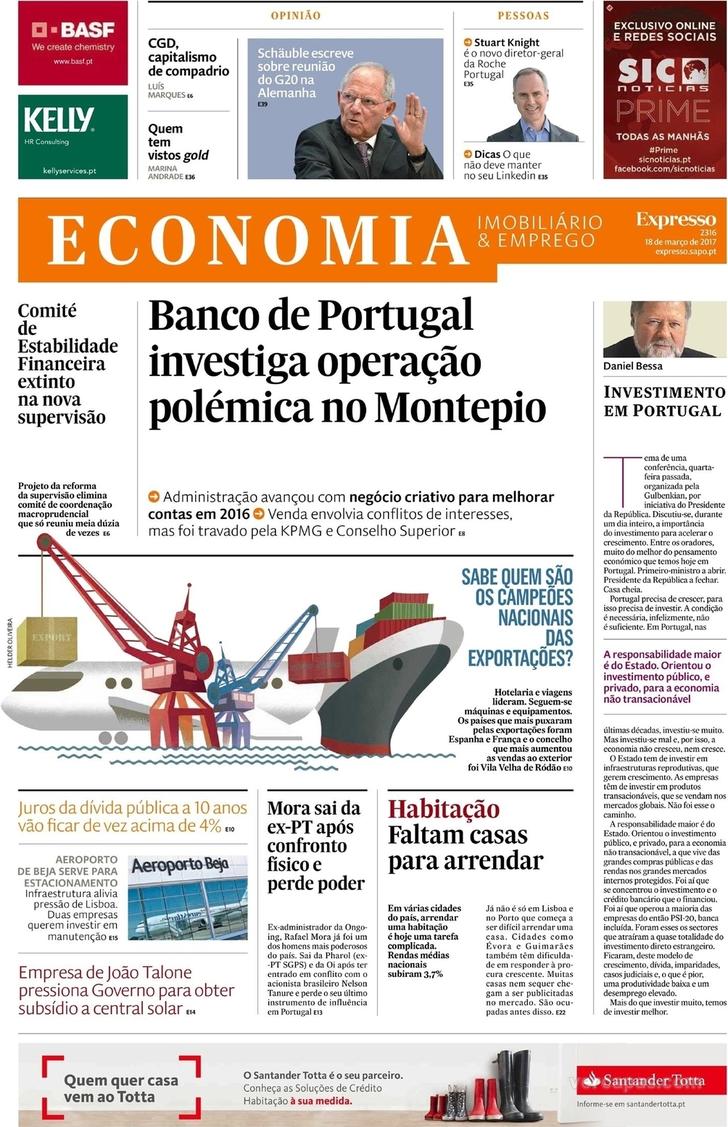 BASF
We create chemistry
www.basf.pt
KELLY®
HR Consulting
kellyservices.pt
OPINIÃO
CGD,
capitalismo
de compadrio
LUÍS
MARQUES E6
Quem
tem
vistos gold
MARINA
ANDRADE E36
Schäuble escreve
sobre reunião
do G20 na
Alemanha
E39
PESSOAS
Stuart Knight
é o novo diretor-geral
da Roche
Portugal
E35
Dicas O que
não deve manter
no seu Linkedin E35
EXCLUSIVO ONLINE
E REDES SOCIAIS
SIC
NOTÍCIAS
PRIME
TODAS AS MANHÃS
#Prime
sicnoticias.pt
facebook.com/sicnoticias
ECONOMIA
IMOBILIÁRIO
& EMPREGO
Expresso
2316
18 de março de 2017
expresso.sapo.pt
Comité
de
Estabilidade
Financeira
extinto
na nova
supervisão
Projeto da reforma
da supervisão elimina
comité de coordenação
macroprudencial
que só reuniu meia dúzia
de vezes E6
Banco de Portugal
investiga operação
polémica no Montepio
Administração avançou com negócio criativo para melhorar
contas em 2016 Venda envolvia conflitos de interesses,
mas foi travado pela KPMG e Conselho Superior E8
HELDER OLIVEIRA
EXPORT
SABE QUEM SÃO
OS CAMPEÕES
NACIONAIS
DAS
EXPORTAÇÕES?
Hotelaria e viagens
lideram. Seguem-se
máquinas e equipamentos.
Os países que mais puxaram
pelas exportações foram
Espanha e França e o concelho
que mais aumentou
as vendas ao exterior
foi Vila Velha de Ródão E10
Juros da dívida pública a 10 anos
vão ficar de vez acima de 4% E10
AEROPORTO
DE BEJA SERVE PARA
ESTACIONAMENTO
Infraestrutura alivia
pressão de Lisboa.
Duas empresas
querem investir em
manutenção E15
Aeroporto Beja
Empresa de João Talone
pressiona Governo para obter
subsídio a central solar E14
Mora sai da
ex-PT após
confronto
físico e
perde poder
Ex-administrador da Ongo-
ing, Rafael Mora já foi um
dos homens mais poderosos
do país. Sai da Pharol (ex-
-PT SGPS) e da Oi após ter
entrado em conflito com o
acionista brasileiro Nelson
Tanure e perde o seu último
instrumento de influência
em Portugal E13
Habitação
Faltam casas
para arrendar
Em várias cidades
do país, arrendar
uma habitação
é hoje uma tarefa
complicada.
Rendas médias
nacionais
subiram 3,7%
Já não é só em Lisboa e
no Porto que começa a
ser difícil arrendar uma
casa. Cidades como
Évora e Guimarães
também têm dificulda-
de em responder à pro-
cura crescente. Muitas
casas nem sequer che-
gam a ser publicitadas
no mercado. São ocu-
padas antes disso. E22
Daniel Bessa
INVESTIMENTO
EM PORTUGAL
Tema de uma
conferência, quarta-
feira passada,
organizada pela
Gulbenkian, por
iniciativa do Presidente
da República. Discutiu-se, durante
um dia inteiro, a importância
do investimento para acelerar o
crescimento. Entre os oradores,
muito do melhor do pensamento
económico que temos hoje em
Portugal. Primeiro-ministro a abrir.
Presidente da República a fechar.
Casa cheia.
Portugal precisa de crescer, para
isso precisa de investir. A condição
é necessária, infelizmente, não
é suficiente. Em Portugal, nas
A responsabilidade maior
é do Estado. Orientou o
investimento público, e
privado, para a economia
não transacionável
últimas décadas, investiu-se muito.
Mas investiu-se mal e, por isso, a
economia não cresceu, nem cresce.
O Estado tem de investir em
infraestruturas reprodutivas, que
gerem crescimento. As empresas
têm de investir em produtos
transacionáveis, que se vendam nos
mercados globais. Não foi esse o
caminho.
A responsabilidade maior é do
Estado. Orientou o investimento
público, e privado, para a economia
não transacionável, a que vive das
grandes compras públicas e das
rendas nos grandes mercados
internos protegidos. Foi aí que
se concentrou o investimento e o
crédito bancário que o financiou.
Foi aí que operou a maioria das
empresas do então PSI-20, banca
incluída. Foram esses os sectores
que atraíram a quase totalidade do
investimento direto estrangeiro.
Ficaram, deste modelo de
crescimento, dívida, imparidades,
casos judiciais e, o que é pior,
uma produtividade baixa e um
desemprego elevado.
Mais do que investir muito, temos
de investir melhor.
Quem quer casa
vem ao Totta
O Santander Totta é o seu parceiro.
Conheça as Soluções de Crédito
Habitação à sua medida.
Santander Totta
Informe-se em santandertotta.pt